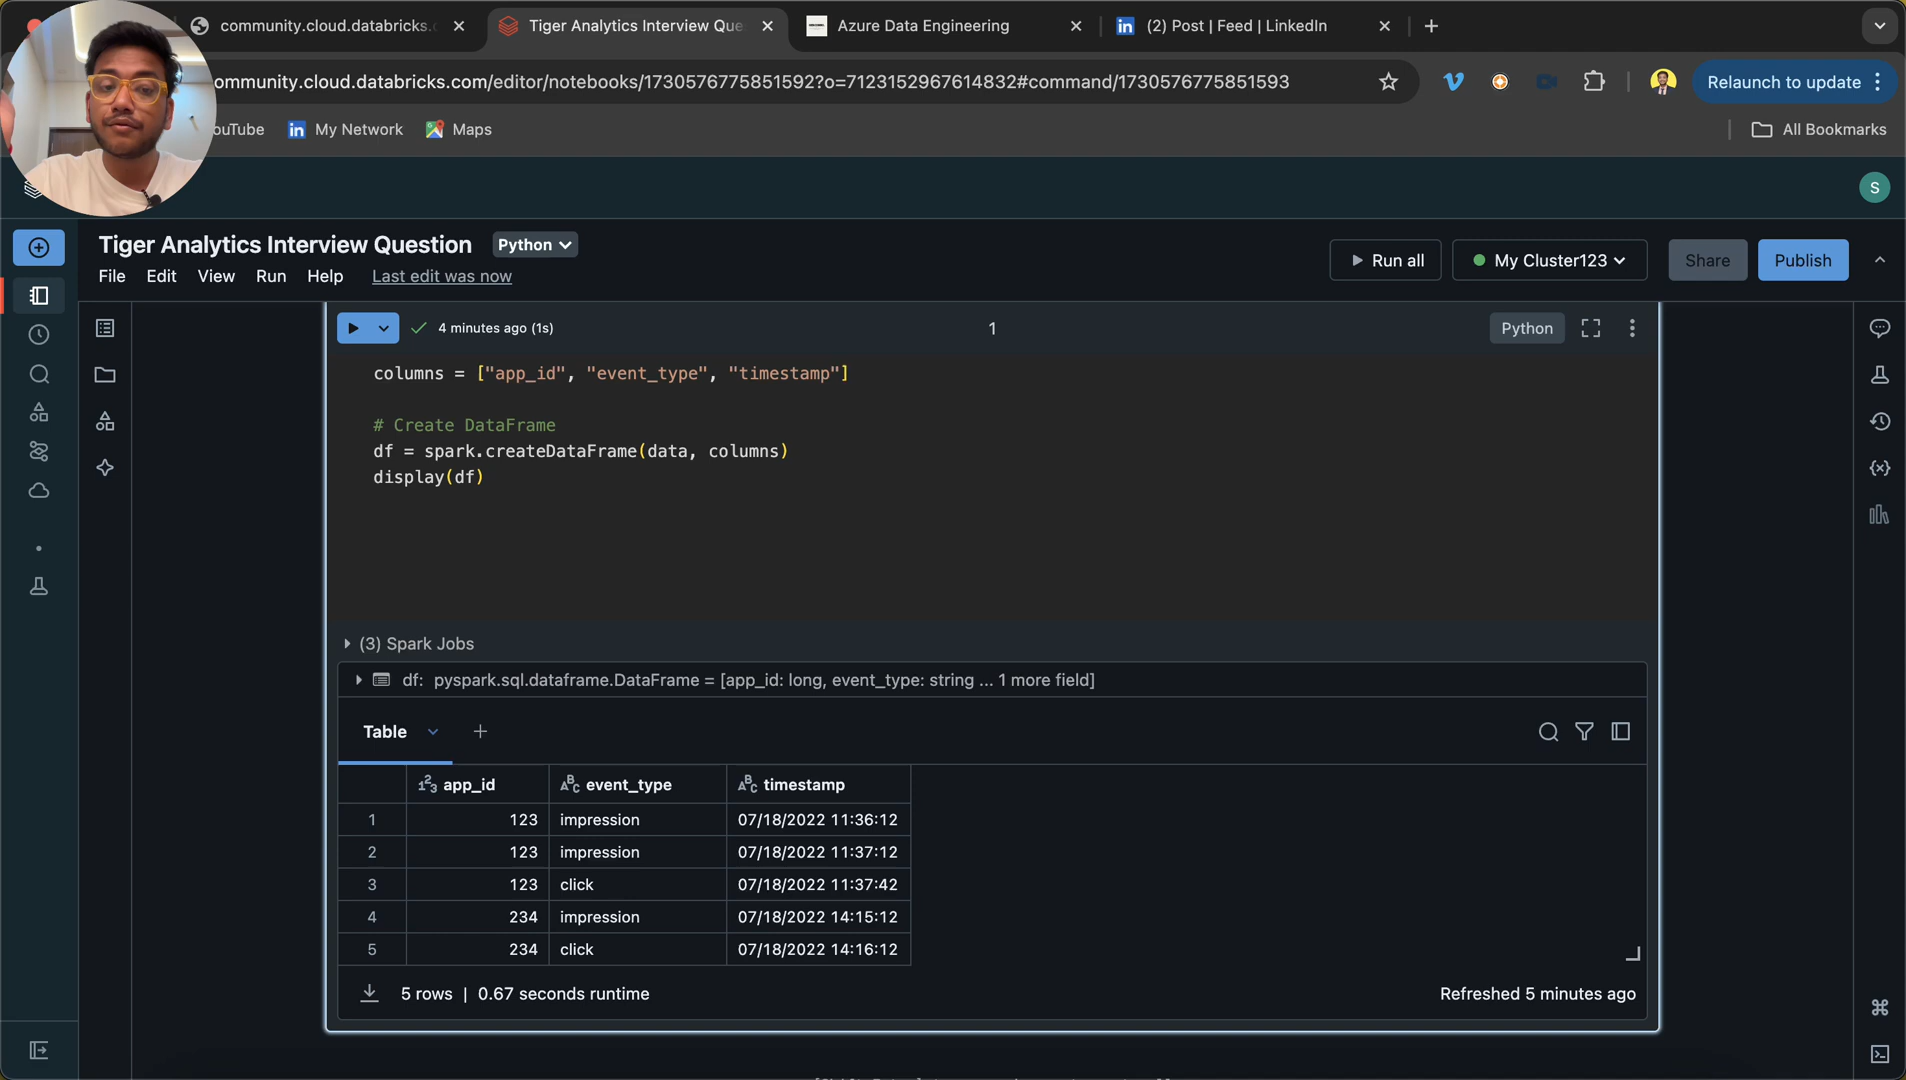 community.cloud.databricks.c
Tiger Analytics Interview Que
Azure Data Engineering
(2) Post | Feed | LinkedIn
ommunity.cloud.databricks.com/editor/notebooks/1730576775851592?o=7123152967614832#command/1730576775851593
Relaunch to update
ouTube
My Network
Maps
All Bookmarks
S
Tiger Analytics Interview Question
Python
Run all
My Cluster123
Share
Publish
File Edit View Run Help Last edit was now
4 minutes ago (1s)
1
Python
columns = ["app_id", "event_type", "timestamp"]
# Create DataFrame
df = spark.createDataFrame(data, columns)
display(df)
(3) Spark Jobs
df: pyspark.sql.dataframe.DataFrame = [app_id: long, event_type: string ... 1 more field]
Table
app_id event_type timestamp
1 123 impression 07/18/2022 11:36:12
2 123 impression 07/18/2022 11:37:12
3 123 click 07/18/2022 11:37:42
4 234 impression 07/18/2022 14:15:12
5 234 click 07/18/2022 14:16:12
5 rows | 0.67 seconds runtime
Refreshed 5 minutes ago